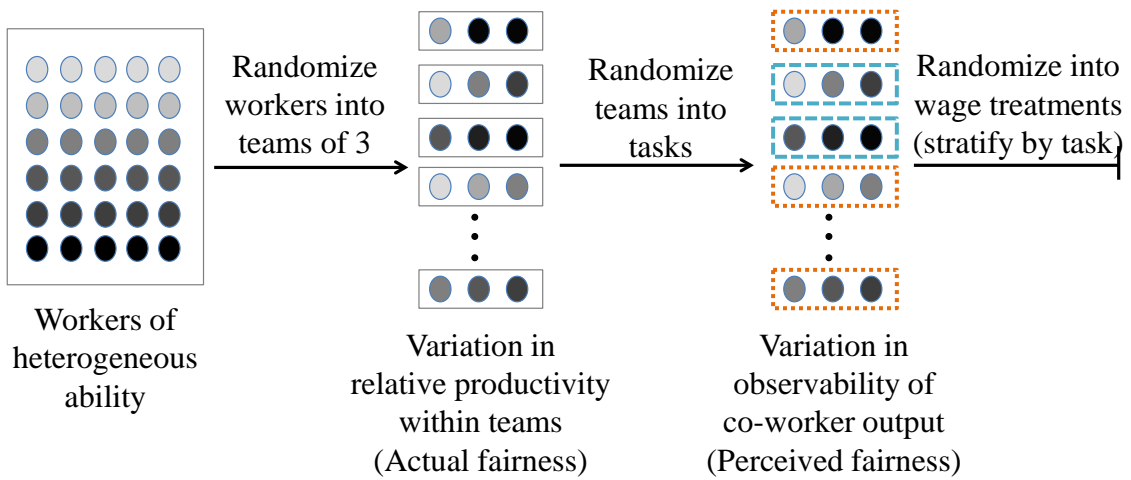 Workers of
heterogeneous
ability
Randomize
workers into
teams of 3
Variation in
relative productivity
within teams
(Actual fairness)
Randomize
teams into
tasks
Variation in
observability of
co-worker output
(Perceived fairness)
Randomize into
wage treatments
(stratify by task)